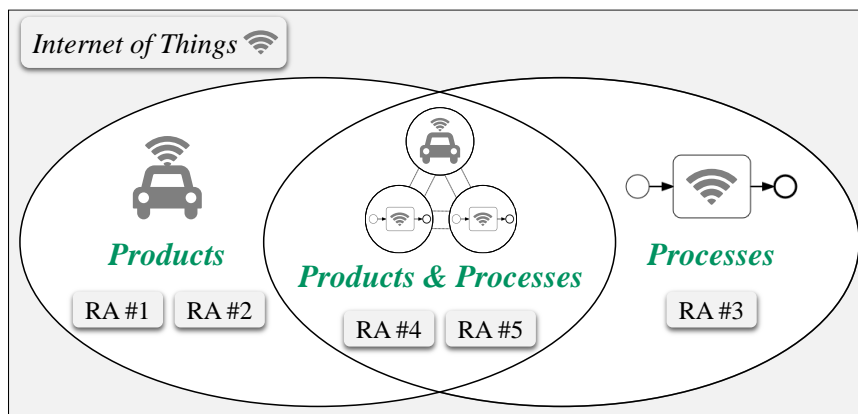 Internet of Things
Products
Products & Processes
Processes
RA #1 RA #2
RA #4 RA #5
RA #3